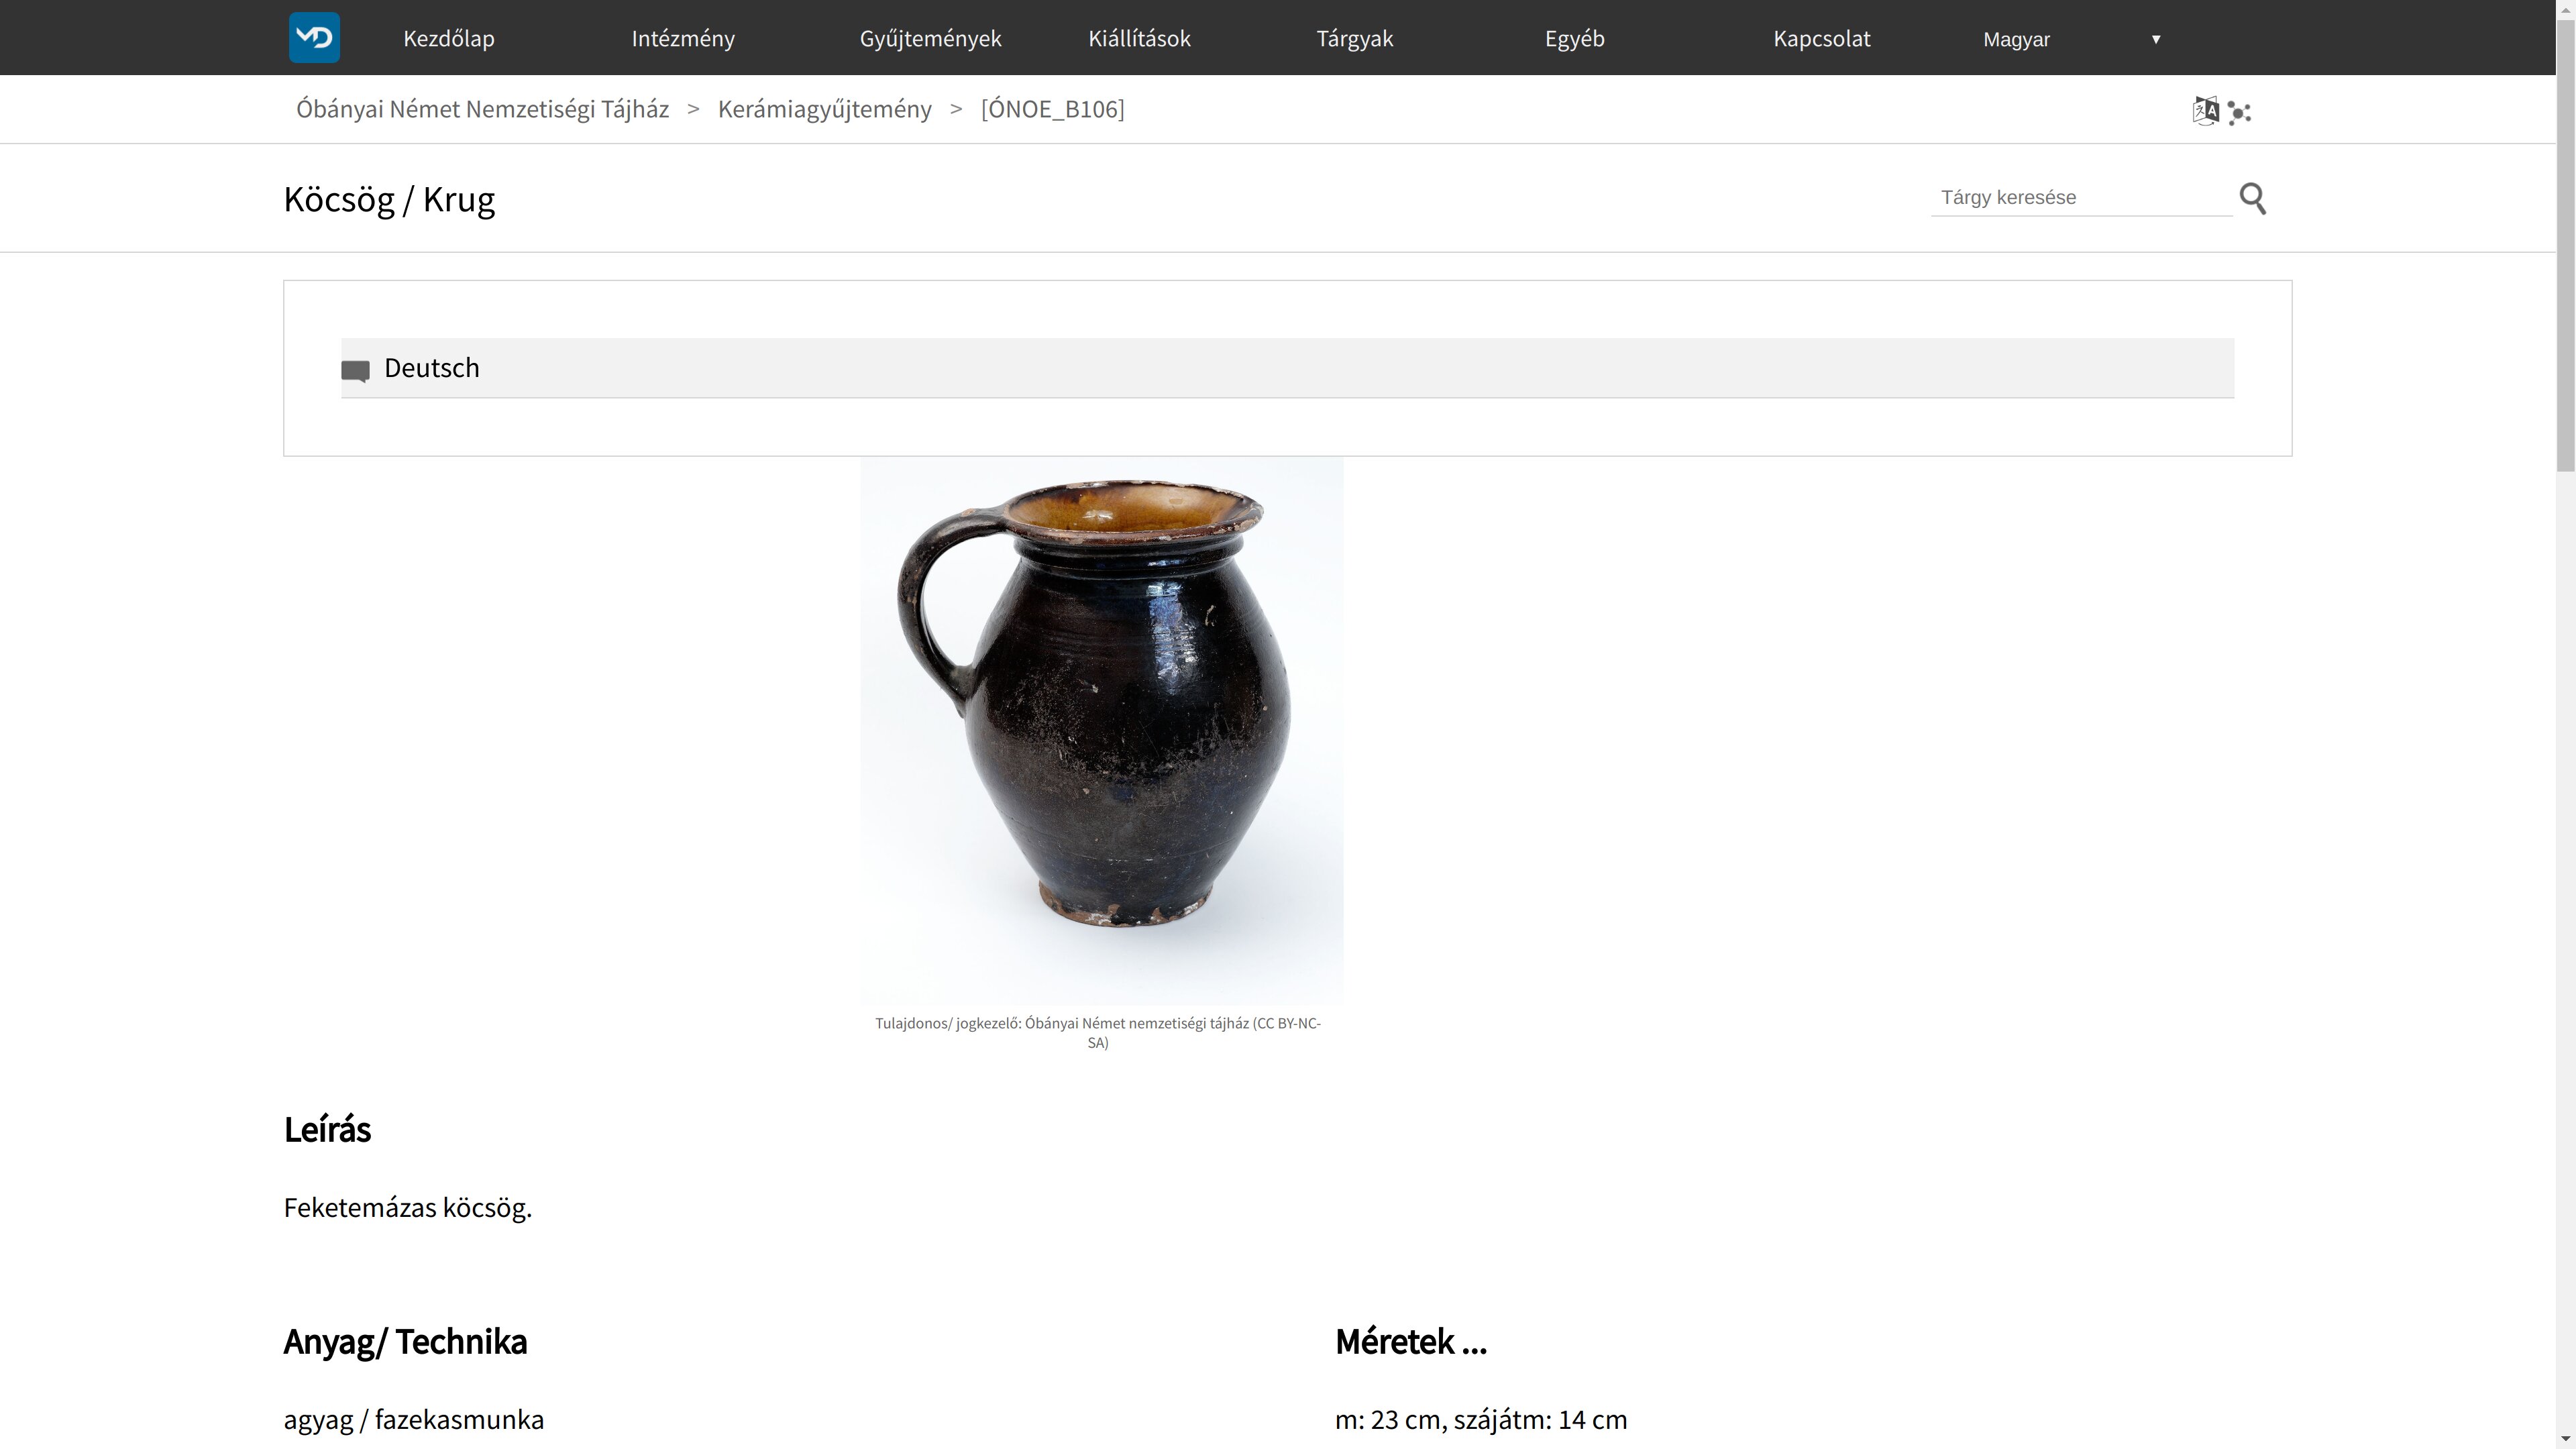 Kezdőlap Intézmény Gyűjtemények Kiállítások Tárgyak Egyéb Kapcsolat Magyar ▼
Óbányai Német Nemzetiségi Tájház > Kerámiagyűjtemény > [ÓNOE_B106]
Köcsög / Krug
Tárgy keresése
Deutsch
Tulajdonos/ jogkezelő: Óbányai Német nemzetiségi tájház (CC BY-NC-
SA)
Leírás
Feketemázas köcsög.
Anyag/ Technika
agyag / fazekasmunka
Méretek ...
m: 23 cm, szájátm: 14 cm